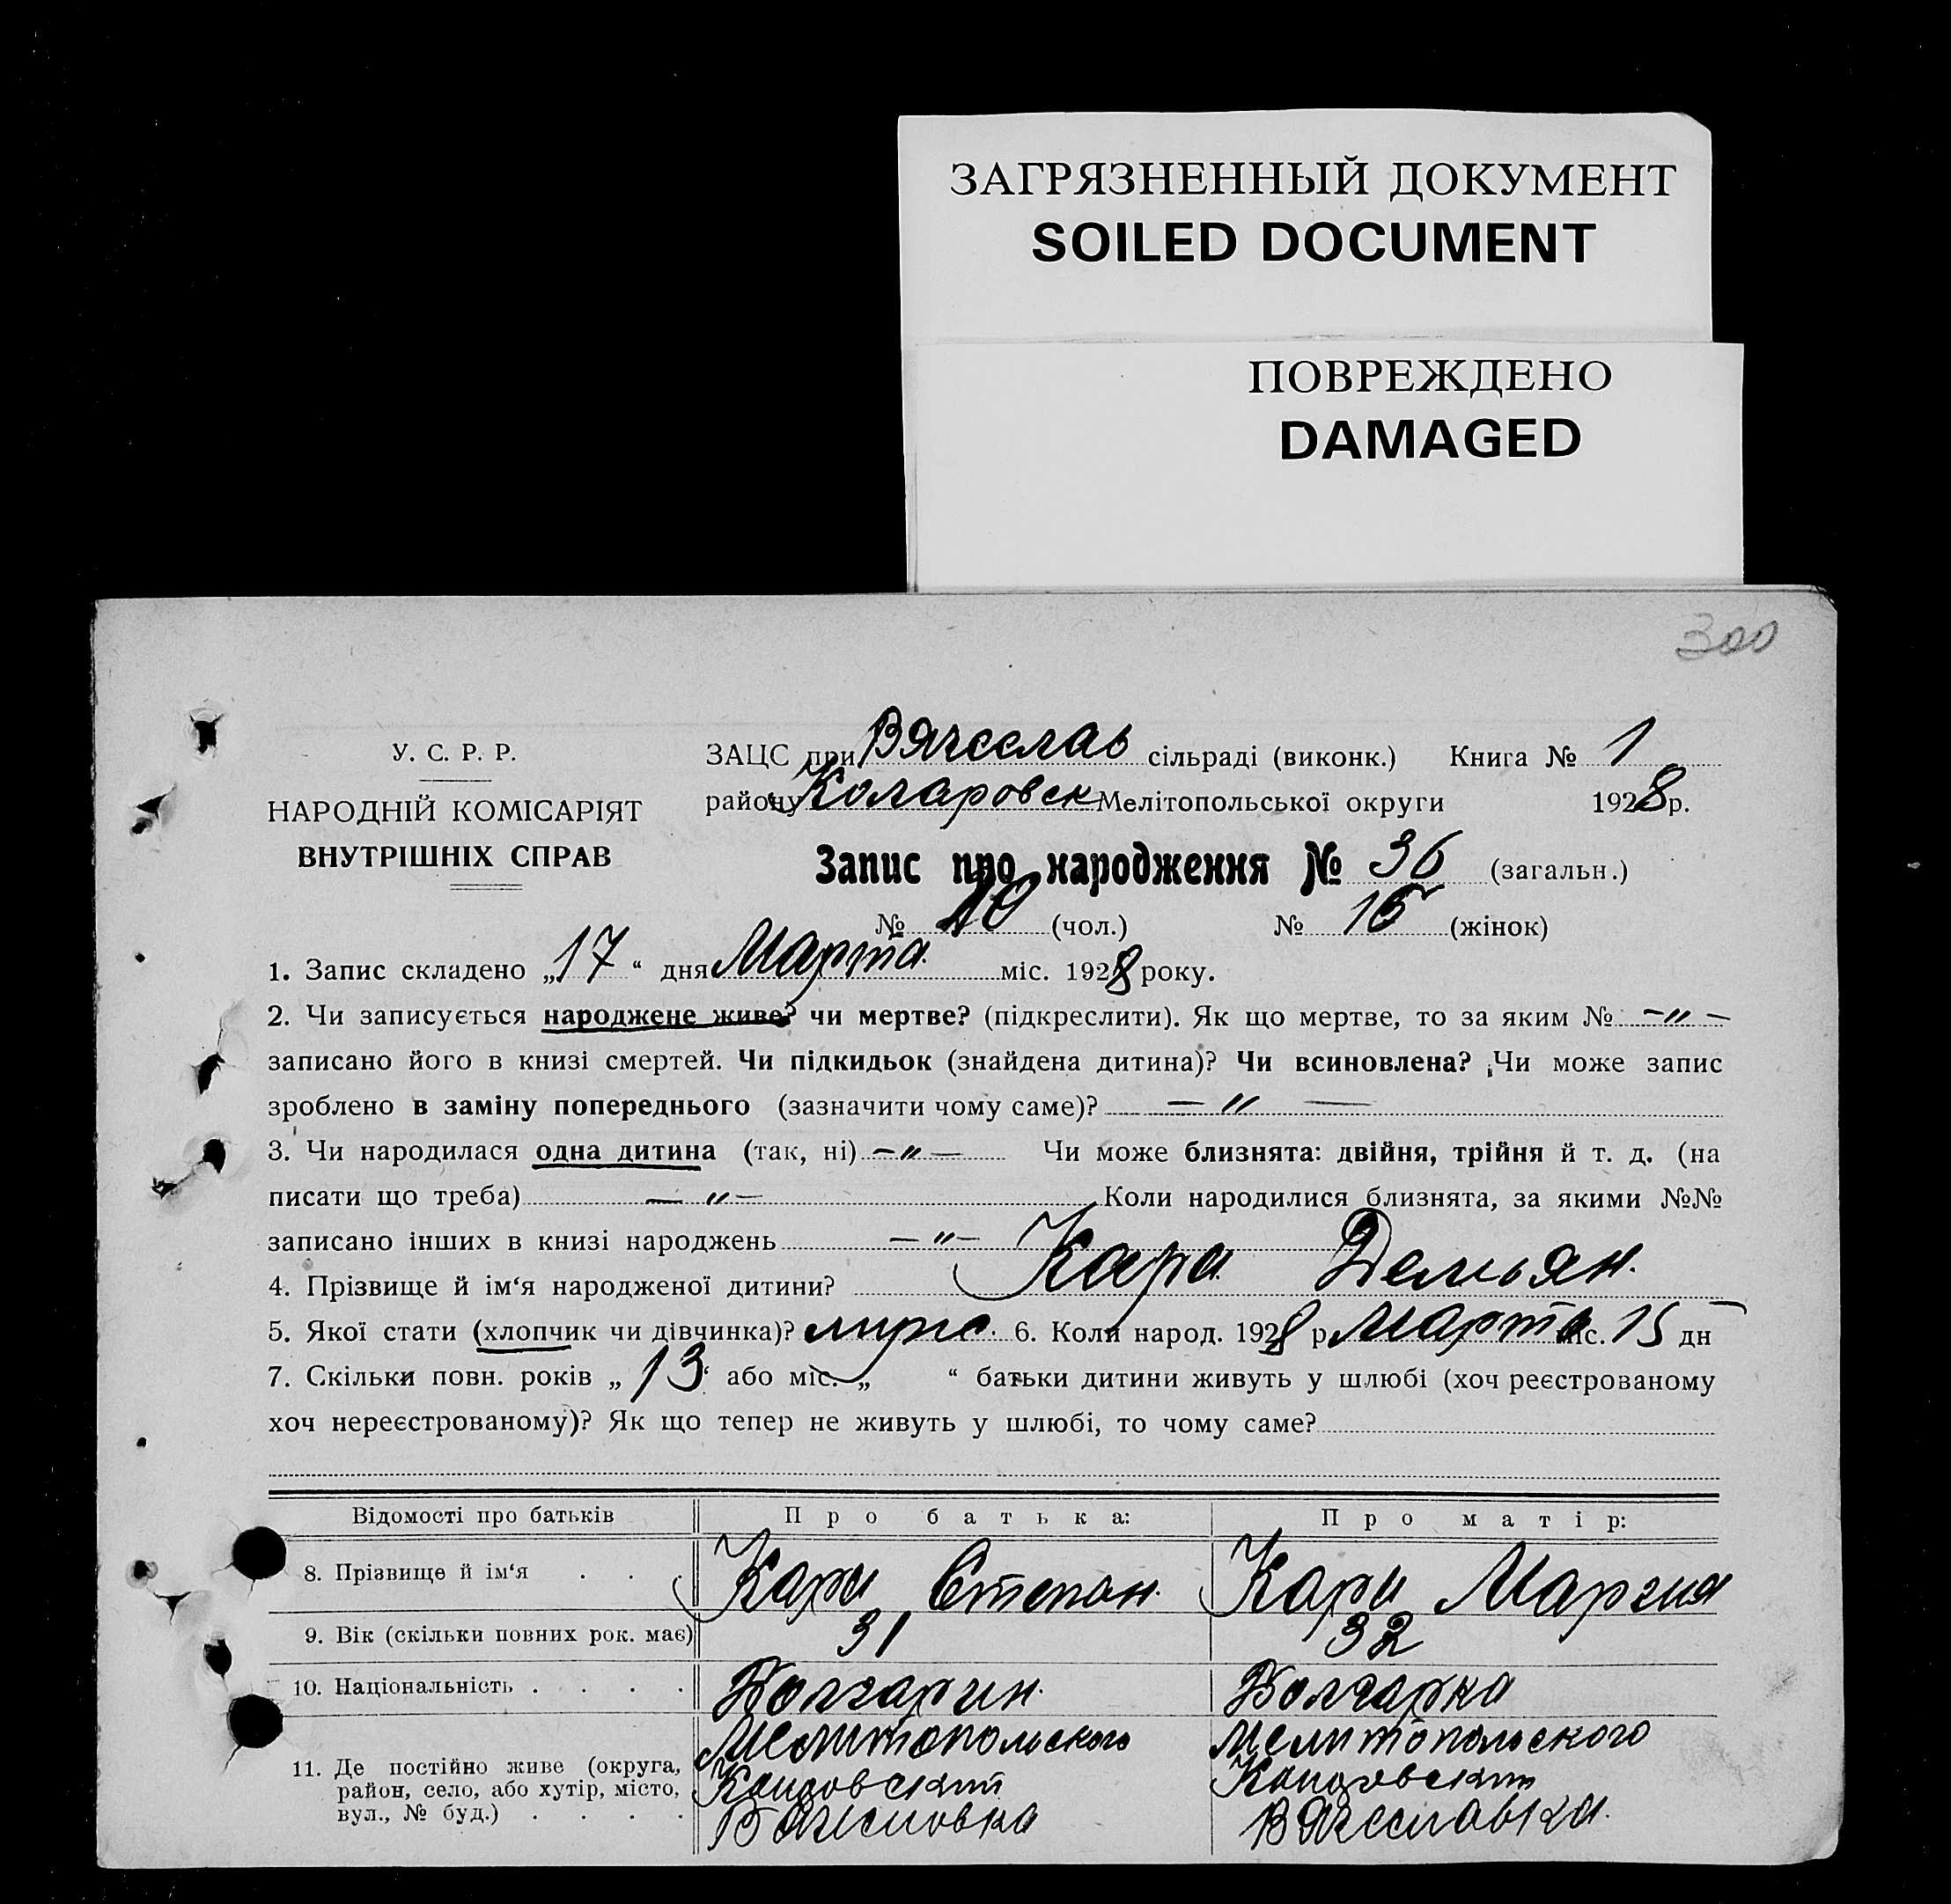 ЗАГРЯЗНЕННЫЙ ДОКУМЕНТ
SOILED DOCUMENT
ПОВРЕЖДЕНО
DAMAGED
300
У. С. Р. Р.
НАРОДНІЙ КОМІСАРІЯТ
ВНУТРІШНІХ СПРАВ
ЗАЦС при Вячеслав сільраді (виконк.) Книга № 1
району Коларовск Мелітопольської округи 1928 р.
Запис про народження № 36 (загальн.)
№ 20 (чол.) № 16 (жінок)
1. Запис складено „17“ дня Марта міс. 1928 року.
2. Чи записується народжене живе? чи мертве? (підкреслити). Як що мертве, то за яким № —〃—
записано його в книзі смертей. Чи підкидьок (знайдена дитина)? Чи всиновлена? Чи може запис
зроблено в заміну попереднього (зазначити чому саме)? —〃—
3. Чи народилася одна дитина (так, ні) —〃— Чи може близнята: двійня, трійня й т. д. (на
писати що треба) —〃— Коли народилися близнята, за якими №№
записано інших в книзі народжень —〃—
4. Прізвище й ім‘я народженої дитини? Кара Демьян.
5. Якої стати (хлопчик чи дівчинка)? 6. Коли народ. 1928 р. Марта міс. 15 дн
7. Скільки повн. років „13“ або міс. „ “ батьки дитини живуть у шлюбі (хоч реєстрованому
хоч нереєстрованому)? Як що тепер не живуть у шлюбі, то чому саме?
Відомості про батьків Про батька: Про матір:
8. Прізвище й ім‘я . . . Кара Степан. Кара Мария
9. Вік (скільки повних рок. має) 31 32
10. Національність . . . . Болгарин. Болгарка
11. Де постійно живе (округа, район, село, або хутір, місто, вул., № буд.) . . . .
Мелитопольского Мелитопольского
Вячеславка.